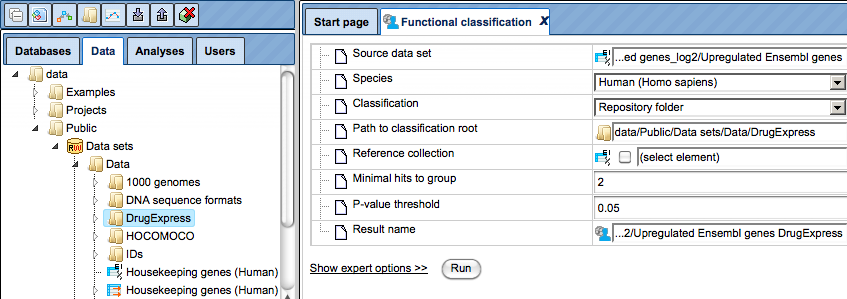 Databases Data Analyses Users
data
Examples
Projects
Public
Data sets
Data
1000 genomes
DNA sequence formats
DrugExpress
HOCOMOCO
IDs
Housekeeping genes (Human)
Housekeeping genes (Human)
Start page Functional classification X
Source data set ...ed genes_log2/Upregulated Ensembl genes
Species Human (Homo sapiens)
Classification Repository folder
Path to classification root data/Public/Data sets/Data/DrugExpress
Reference collection (select element)
Minimal hits to group 2
P-value threshold 0.05
Result name ...2/Upregulated Ensembl genes DrugExpress
Show expert options >> Run